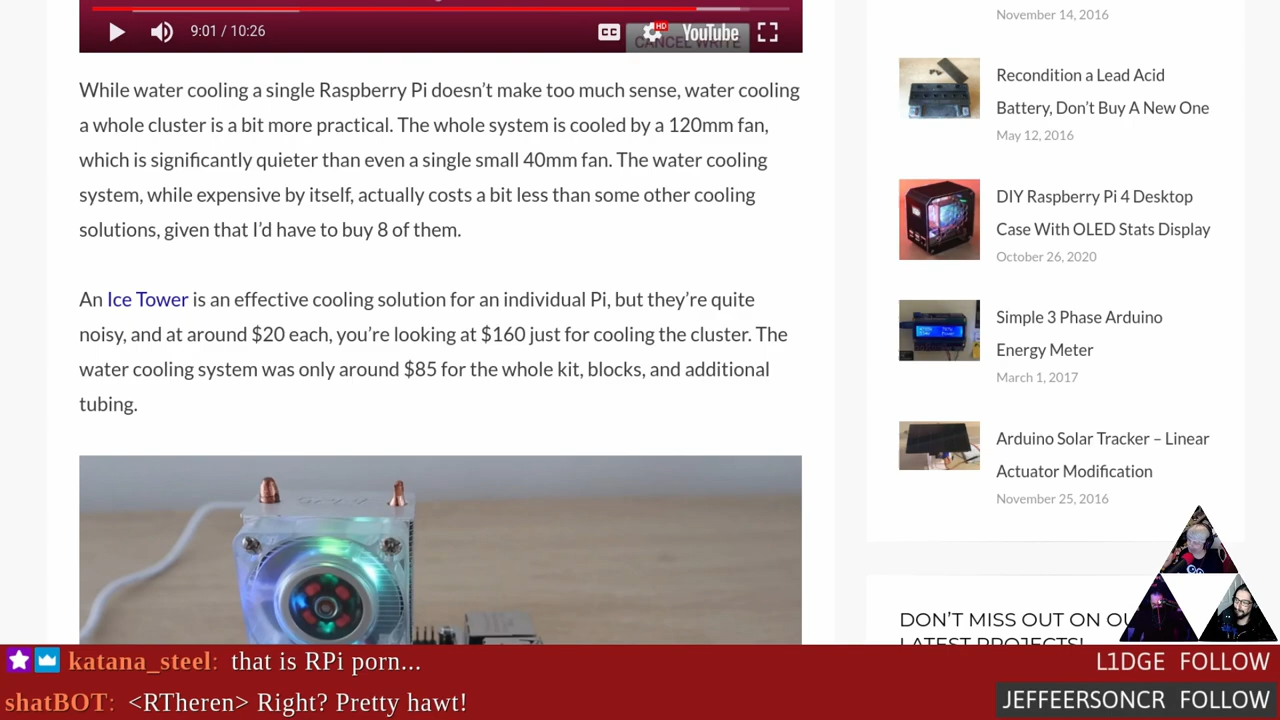 9:01 / 10:26
CC
HD
YouTube
CANCEL WRITE
While water cooling a single Raspberry Pi doesn’t make too much sense, water cooling
a whole cluster is a bit more practical. The whole system is cooled by a 120mm fan,
which is significantly quieter than even a single small 40mm fan. The water cooling
system, while expensive by itself, actually costs a bit less than some other cooling
solutions, given that I’d have to buy 8 of them.
An Ice Tower is an effective cooling solution for an individual Pi, but they’re quite
noisy, and at around $20 each, you’re looking at $160 just for cooling the cluster. The
water cooling system was only around $85 for the whole kit, blocks, and additional
tubing.
November 14, 2016
Recondition a Lead Acid
Battery, Don’t Buy A New One
May 12, 2016
DIY Raspberry Pi 4 Desktop
Case With OLED Stats Display
October 26, 2020
Simple 3 Phase Arduino
Energy Meter
March 1, 2017
Arduino Solar Tracker – Linear
Actuator Modification
November 25, 2016
DON’T MISS OUT ON OU
LATEST PROJECTS!
katana_steel: that is RPi porn...
shatBOT: <RTheren> Right? Pretty hawt!
L1DGE FOLLOW
JEFFEERSONCR FOLLOW